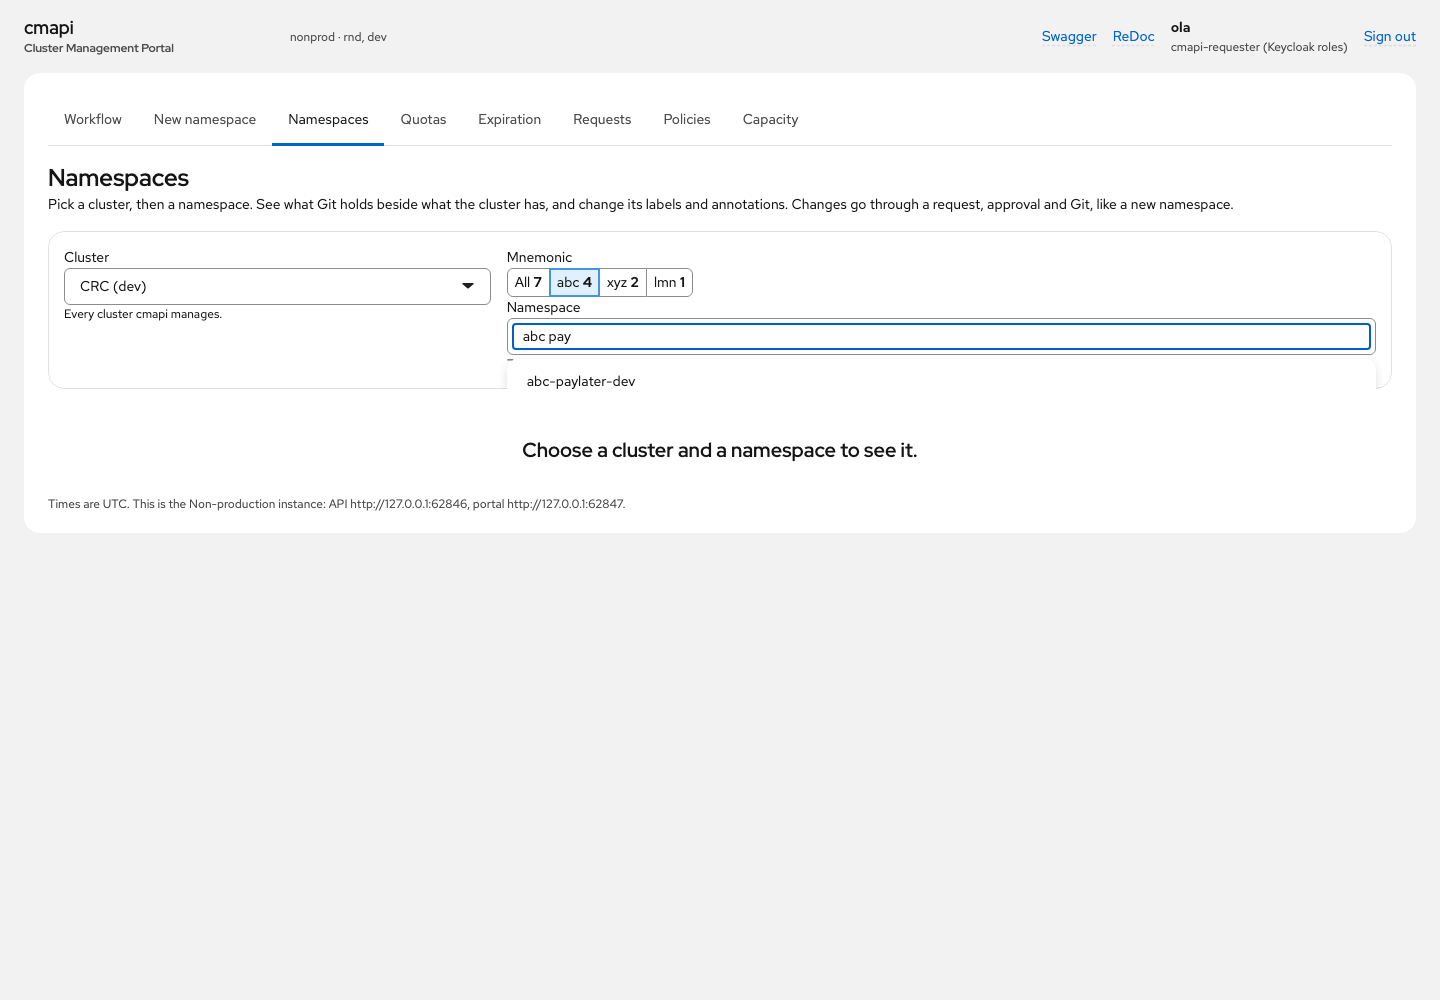 cmapi
Cluster Management Portal
nonprod · rnd, dev
Swagger
ReDoc
ola
cmapi-requester (Keycloak roles)
Sign out
Workflow
New namespace
Namespaces
Quotas
Expiration
Requests
Policies
Capacity
Namespaces
Pick a cluster, then a namespace. See what Git holds beside what the cluster has, and change its labels and annotations. Changes go through a request, approval and Git, like a new namespace.
Cluster
CRC (dev)
Every cluster cmapi manages.
Mnemonic
All 7
abc 4
xyz 2
lmn 1
Namespace
abc pay
abc-paylater-dev
Choose a cluster and a namespace to see it.
Times are UTC. This is the Non-production instance: API http://127.0.0.1:62846, portal http://127.0.0.1:62847.